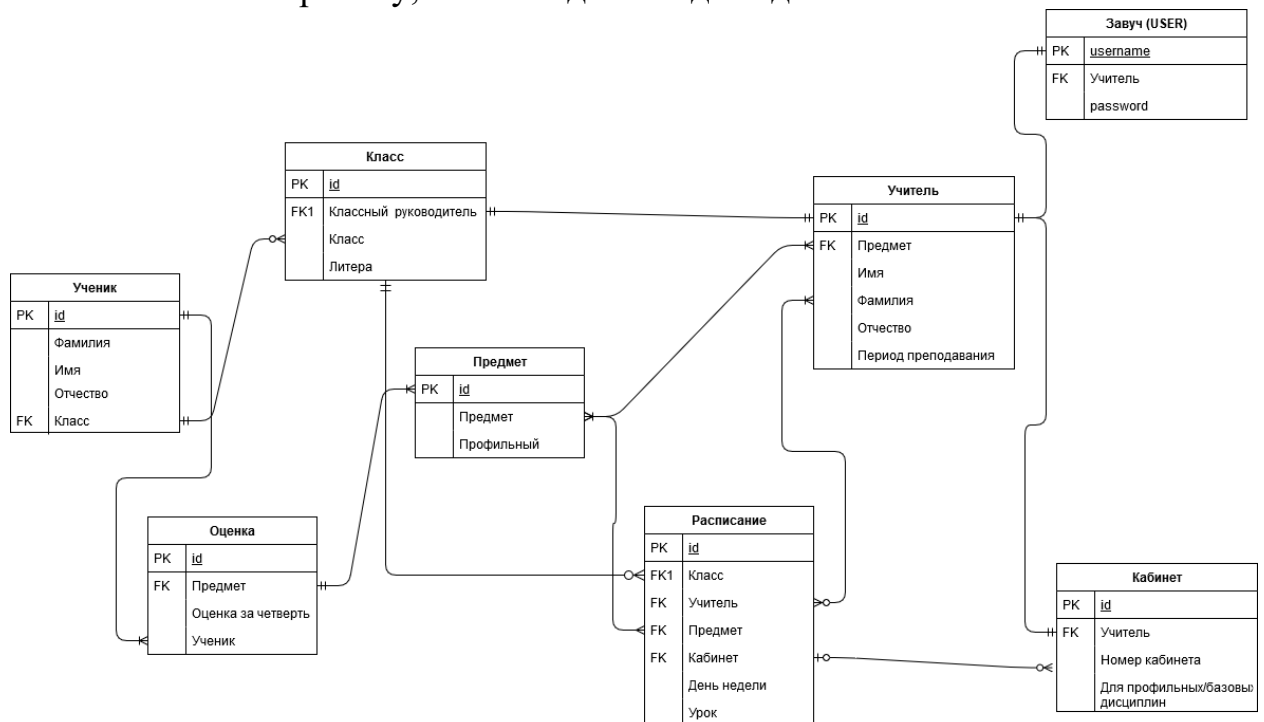 Завуч (USER)
PK username
FK Учитель
password
Класс
PK id
FK1 Классный руководитель
Класс
Литера
Учитель
PK id
FK Предмет
Имя
Фамилия
Отчество
Период преподавания
Ученик
PK id
Фамилия
Имя
Отчество
FK Класс
Предмет
PK id
Предмет
Профильный
Оценка
PK id
FK Предмет
Оценка за четверть
Ученик
Расписание
PK id
FK1 Класс
FK Учитель
FK Предмет
FK Кабинет
День недели
Урок
Кабинет
PK id
FK Учитель
Номер кабинета
Для профильных/базовых
дисциплин